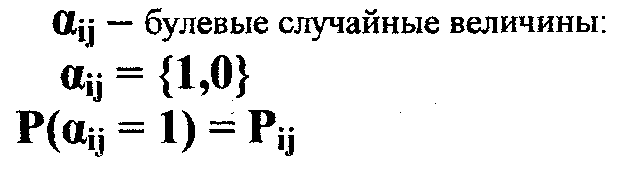 αᵢⱼ – булевые случайные величины:
αᵢⱼ = {1,0}
P(αᵢⱼ = 1) = Pᵢⱼ